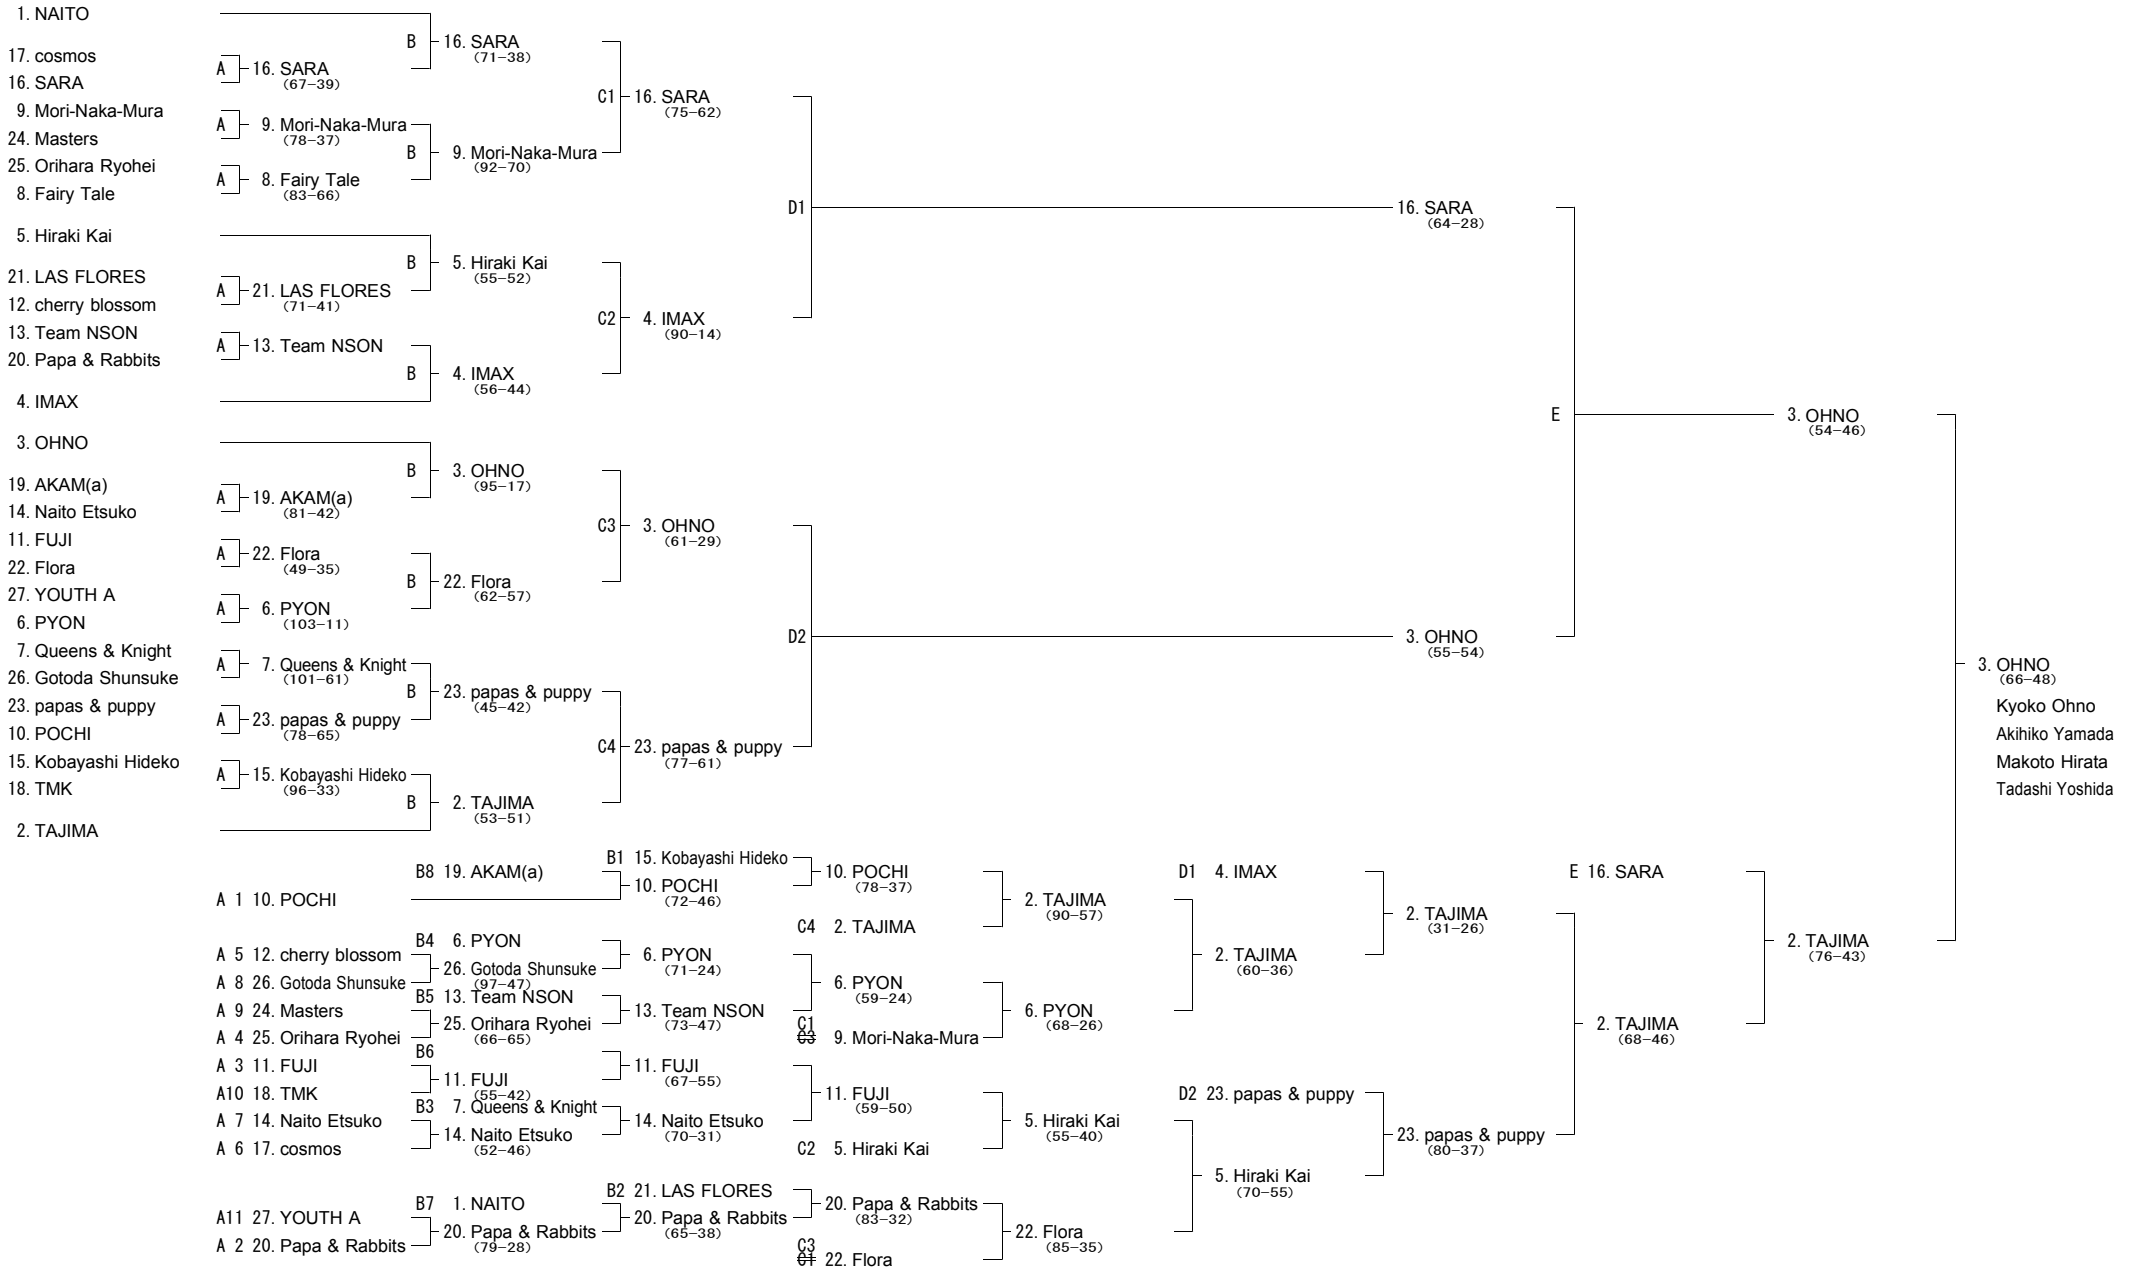 1. NAITO
B 16. SARA
(71-38)
17. cosmos
A 16. SARA
(67-39)
16. SARA
C1 16. SARA
(75-62)
9. Mori-Naka-Mura
A 9. Mori-Naka-Mura
(78-37)
24. Masters
B 9. Mori-Naka-Mura
(92-70)
25. Orihara Ryohei
A 8. Fairy Tale
(83-66)
8. Fairy Tale
D1 16. SARA
(64-28)
5. Hiraki Kai
B 5. Hiraki Kai
(55-52)
21. LAS FLORES
A 21. LAS FLORES
(71-41)
12. cherry blossom
C2 4. IMAX
(90-14)
13. Team NSON
A 13. Team NSON
20. Papa & Rabbits
B 4. IMAX
(56-44)
4. IMAX
E 3. OHNO
(54-46)
3. OHNO
B 3. OHNO
(95-17)
19. AKAM(a)
A 19. AKAM(a)
(81-42)
14. Naito Etsuko
C3 3. OHNO
(61-29)
11. FUJI
A 22. Flora
(49-35)
22. Flora
B 22. Flora
(62-57)
27. YOUTH A
A 6. PYON
(103-11)
6. PYON
D2 3. OHNO
(55-54)
7. Queens & Knight
A 7. Queens & Knight
(101-61)
3. OHNO
(66-48)
26. Gotoda Shunsuke
B 23. papas & puppy
(45-42)
23. papas & puppy
Kyoko Ohno
A 23. papas & puppy
(78-65)
10. POCHI
Akihiko Yamada
C4 23. papas & puppy
(77-61)
15. Kobayashi Hideko
Makoto Hirata
A 15. Kobayashi Hideko
(96-33)
18. TMK
Tadashi Yoshida
B 2. TAJIMA
(53-51)
2. TAJIMA
B1 15. Kobayashi Hideko
B8 19. AKAM(a)
10. POCHI
(78-37)
D1 4. IMAX
E 16. SARA
10. POCHI
(72-46)
A 1 10. POCHI
2. TAJIMA
(90-57)
2. TAJIMA
(31-26)
C4 2. TAJIMA
B4 6. PYON
2. TAJIMA
(76-43)
A 5 12. cherry blossom
6. PYON
(71-24)
2. TAJIMA
(60-36)
26. Gotoda Shunsuke
(97-47)
A 8 26. Gotoda Shunsuke
6. PYON
(59-24)
B5 13. Team NSON
A 9 24. Masters
13. Team NSON
(73-47)
6. PYON
(68-26)
25. Orihara Ryohei
(66-65)
2. TAJIMA
(68-46)
C1
A 4 25. Orihara Ryohei
C3 9. Mori-Naka-Mura
B6
A 3 11. FUJI
11. FUJI
(67-55)
11. FUJI
(55-42)
A10 18. TMK
11. FUJI
(59-50)
D2 23. papas & puppy
B3 7. Queens & Knight
A 7 14. Naito Etsuko
14. Naito Etsuko
(70-31)
5. Hiraki Kai
(55-40)
14. Naito Etsuko
(52-46)
23. papas & puppy
(80-37)
A 6 17. cosmos
C2 5. Hiraki Kai
5. Hiraki Kai
(70-55)
B2 21. LAS FLORES
B7 1. NAITO
20. Papa & Rabbits
(83-32)
A11 27. YOUTH A
20. Papa & Rabbits
(65-38)
20. Papa & Rabbits
(79-28)
22. Flora
(85-35)
A 2 20. Papa & Rabbits
C3
C1 22. Flora